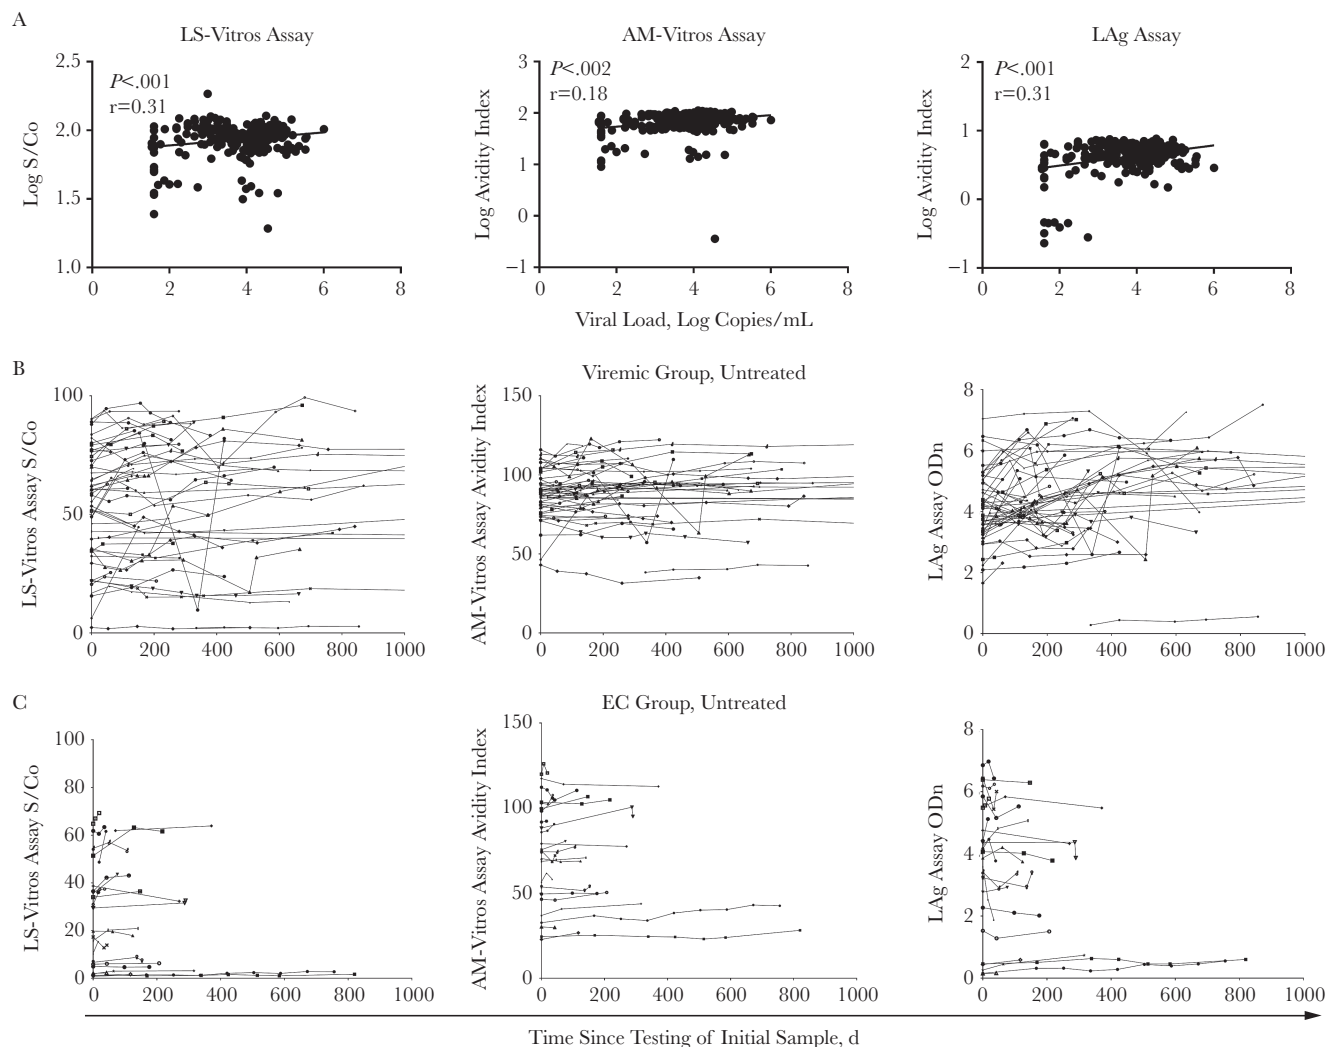 A
LS-Vitros Assay
AM-Vitros Assay
LAg Assay
P<.001
r=0.31
Log S/Co
2.5
2.0
1.5
1.0
0 2 4 6 8
P<.002
r=0.18
Log Avidity Index
3
2
1
0
−1
0 2 4 6 8
P<.001
r=0.31
Log Avidity Index
2
1
0
−1
0 2 4 6 8
Viral Load, Log Copies/mL
B
Viremic Group, Untreated
LS-Vitros Assay S/Co
100
50
0
0 200 400 600 800 1000
AM-Vitros Assay Avidity Index
150
100
50
0
0 200 400 600 800 1000
LAg Assay ODn
8
6
4
2
0
0 200 400 600 800 1000
C
EC Group, Untreated
LS-Vitros Assay S/Co
100
80
60
40
20
0
0 200 400 600 800 1000
AM-Vitros Assay Avidity Index
150
100
50
0
0 200 400 600 800 1000
LAg Assay ODn
8
6
4
2
0
0 200 400 600 800 1000
Time Since Testing of Initial Sample, d